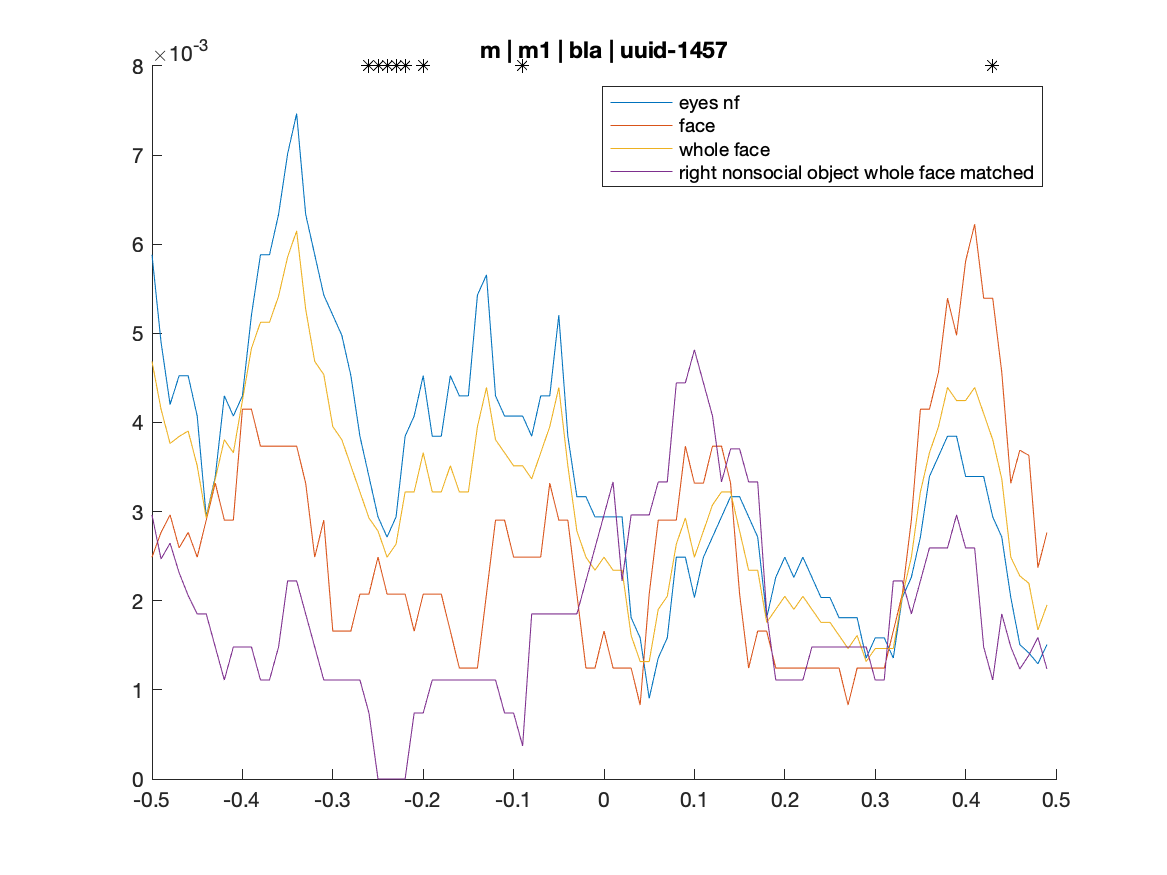 m | m1 | bla | uuid-1457
×10-3
eyes nf
face
whole face
right nonsocial object whole face matched
8
7
6
5
4
3
2
1
0
-0.5 -0.4 -0.3 -0.2 -0.1 0 0.1 0.2 0.3 0.4 0.5